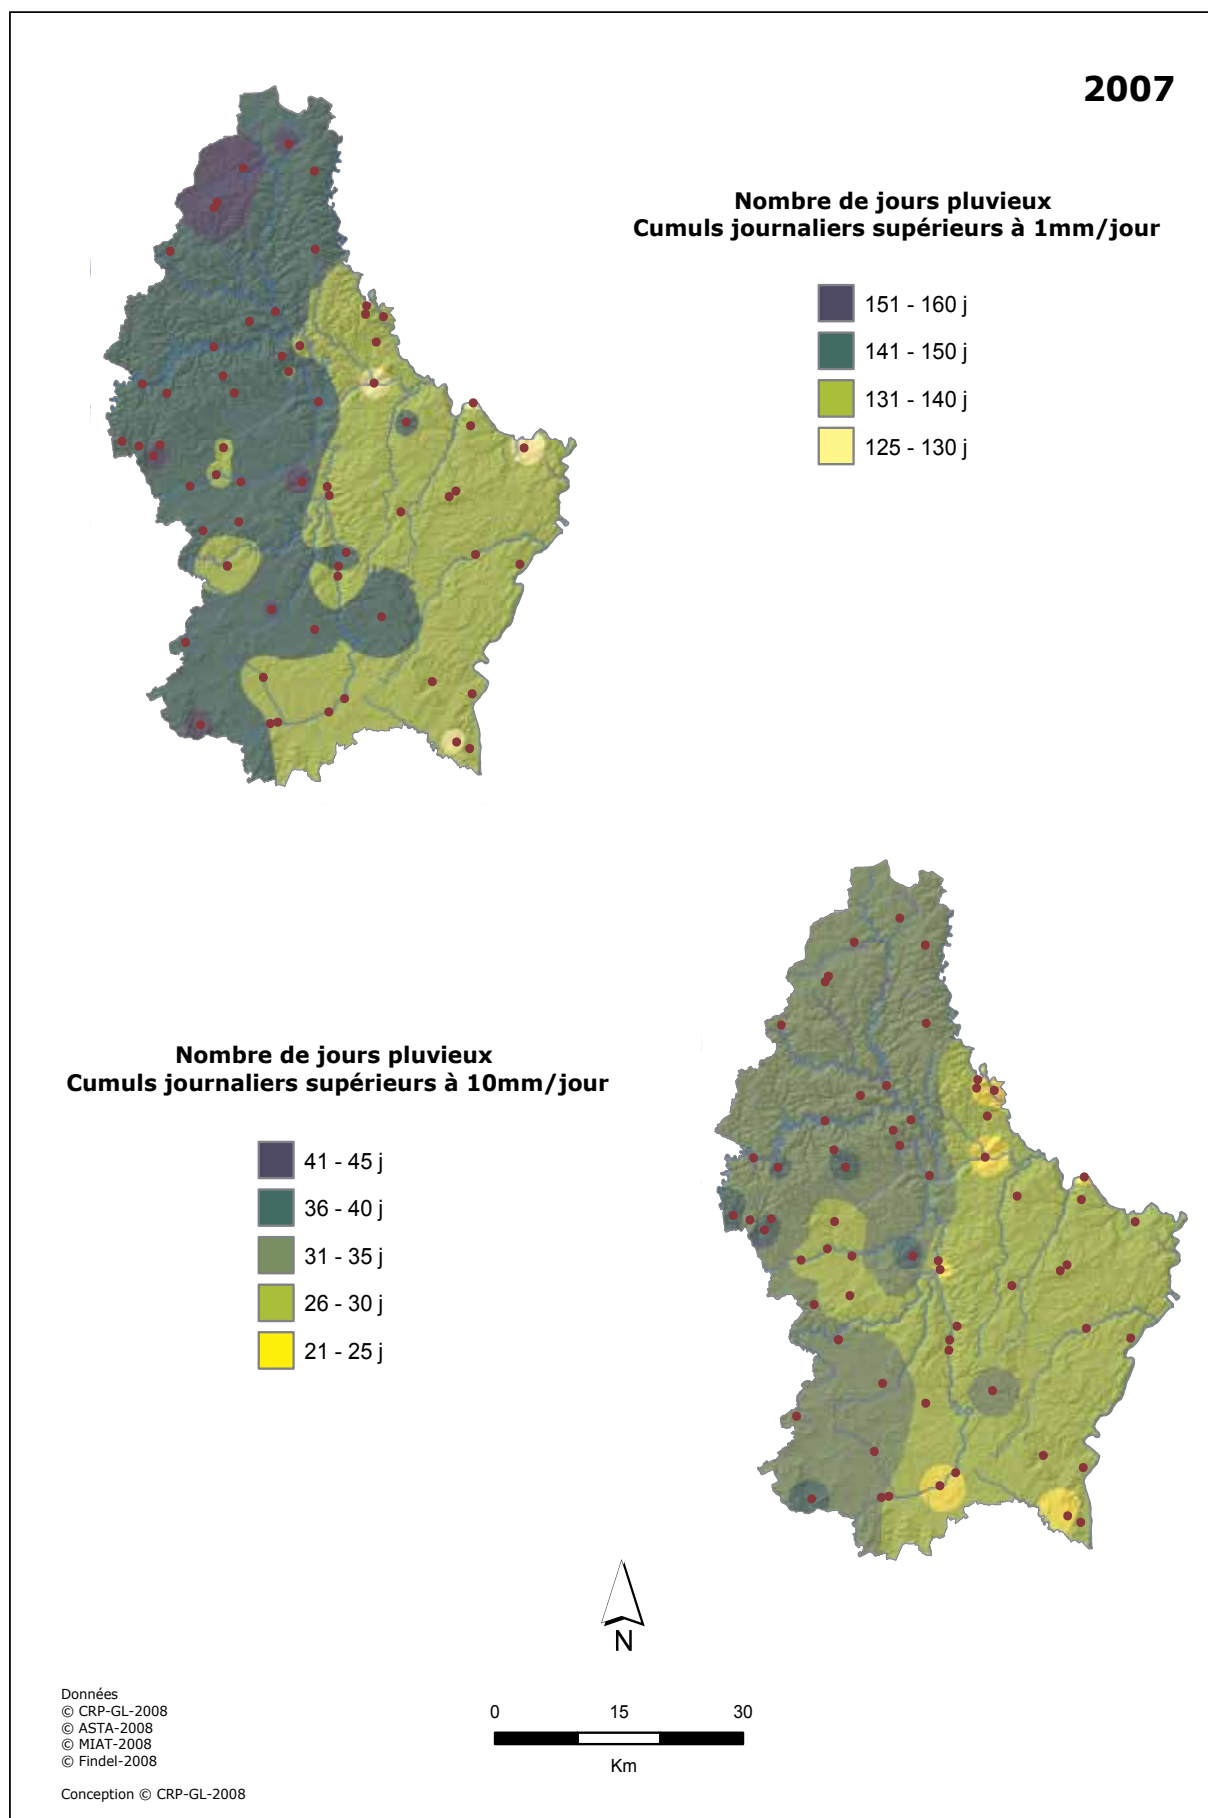 2007
Nombre de jours pluvieux
Cumuls journaliers supérieurs à 1mm/jour
151 - 160 j
141 - 150 j
131 - 140 j
125 - 130 j
Nombre de jours pluvieux
Cumuls journaliers supérieurs à 10mm/jour
41 - 45 j
36 - 40 j
31 - 35 j
26 - 30 j
21 - 25 j
N
Données
© CRP-GL-2008
© ASTA-2008
© MIAT-2008
© Findel-2008
Conception © CRP-GL-2008
0 15 30
Km